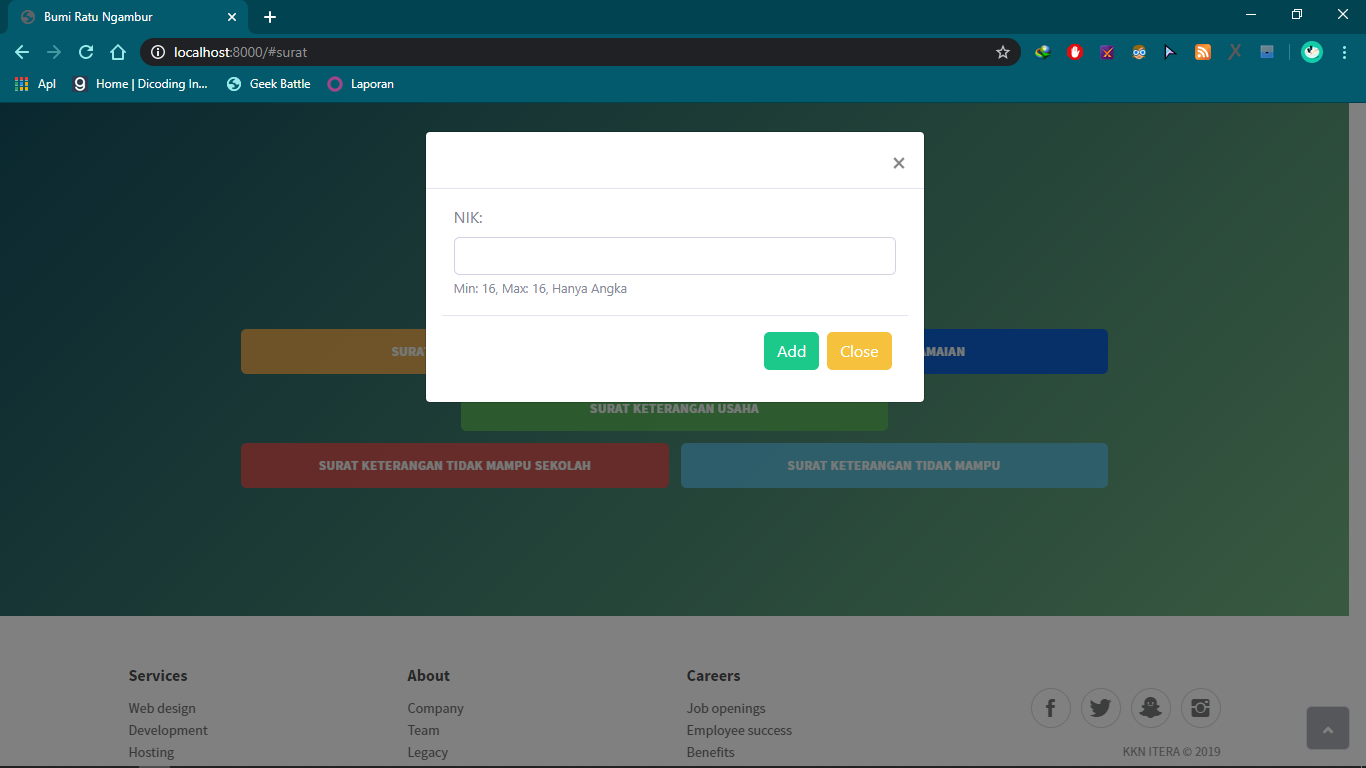 Bumi Ratu Ngambur
localhost:8000/#surat
Apl
Home | Dicoding In...
Geek Battle
Laporan
×
NIK:
Min: 16, Max: 16, Hanya Angka
Add
Close
SURAT KETERANGAN USAHA
SURAT KETERANGAN TIDAK MAMPU SEKOLAH
SURAT KETERANGAN TIDAK MAMPU
Services
Web design
Development
Hosting
About
Company
Team
Legacy
Careers
Job openings
Employee success
Benefits
KKN ITERA © 2019